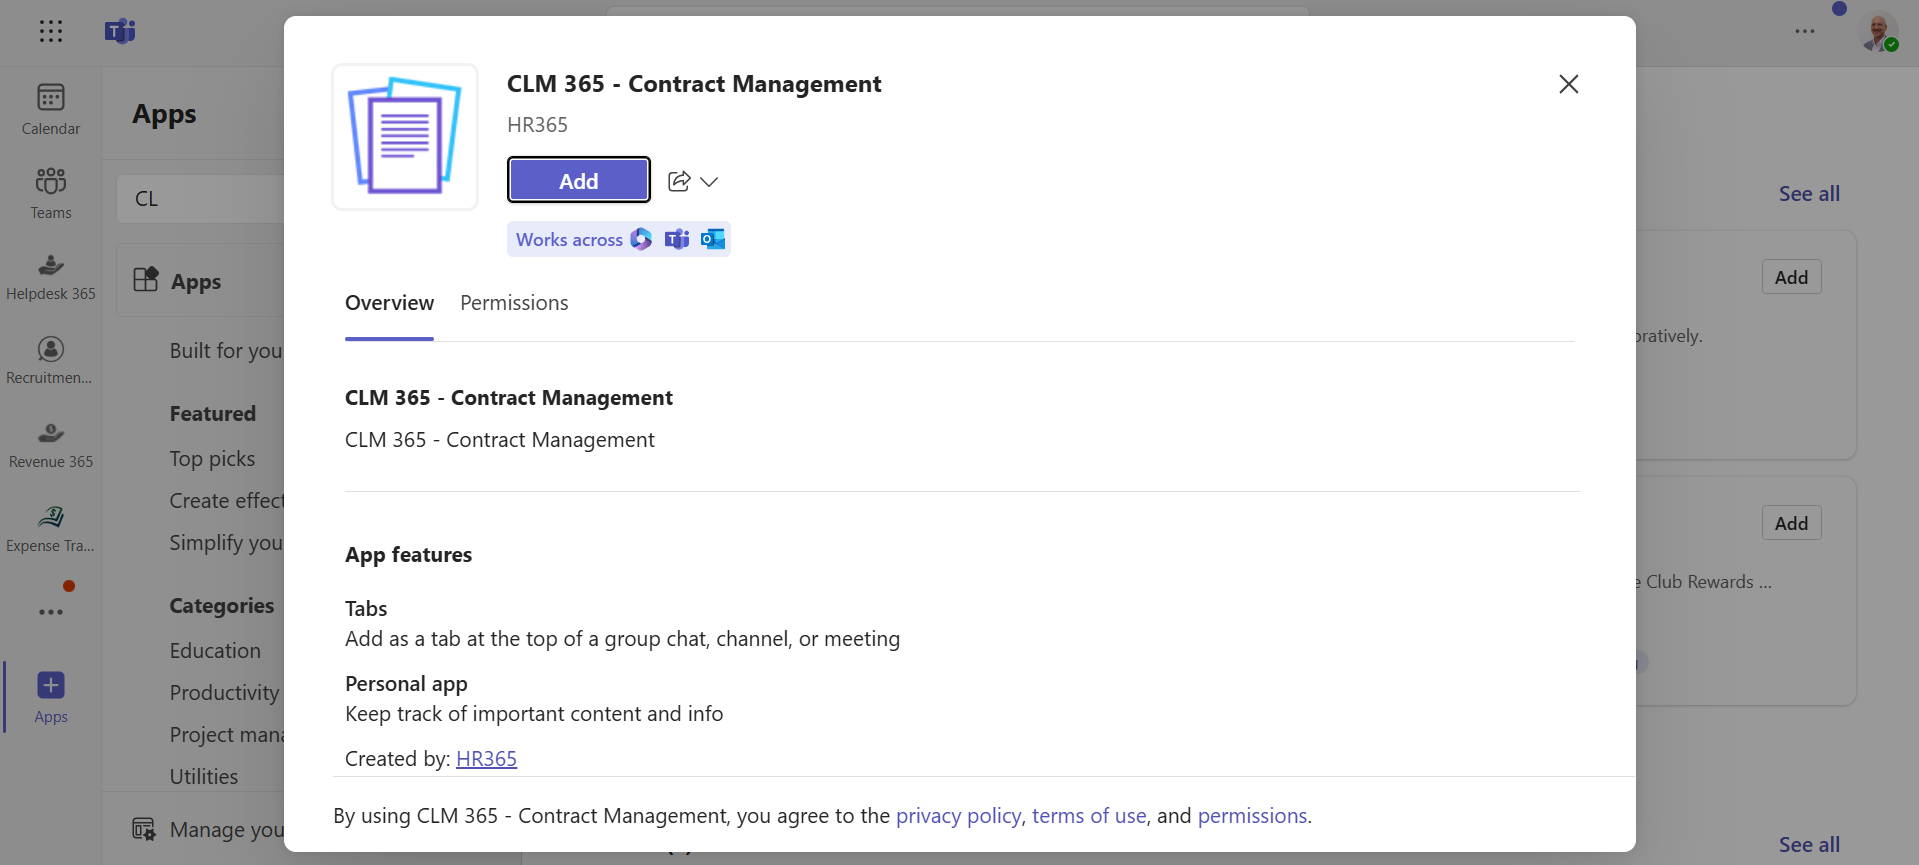 Calendar
Teams
Helpdesk 365
Recruitmen...
Revenue 365
Expense Tra...
Apps
Apps
CL
Apps
Built for you
Featured
Top picks
Create effect
Simplify you
Categories
Education
Productivity
Project mana
Utilities
Manage you
CLM 365 - Contract Management
HR365
Add
Works across
Overview Permissions
CLM 365 - Contract Management
CLM 365 - Contract Management
App features
Tabs
Add as a tab at the top of a group chat, channel, or meeting
Personal app
Keep track of important content and info
Created by: HR365
By using CLM 365 - Contract Management, you agree to the privacy policy, terms of use, and permissions.
See all
Add
oratively.
Add
e Club Rewards ...
See all